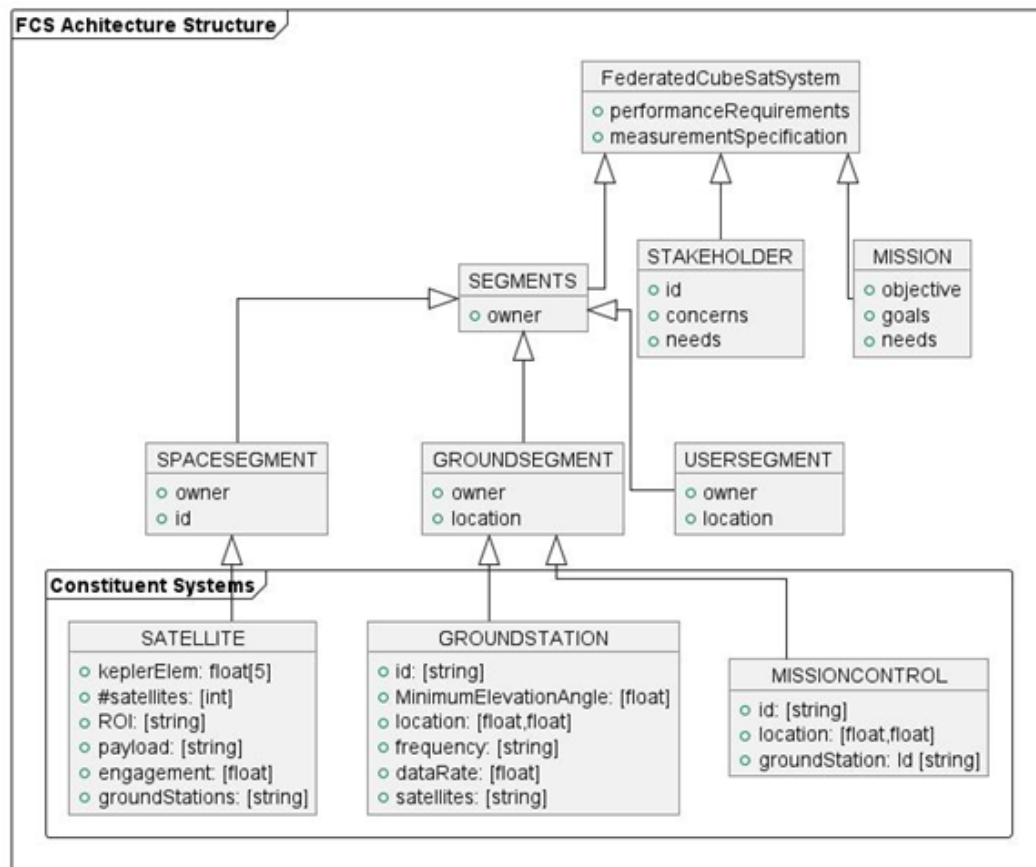 FCS Achitecture Structure
FederatedCubeSatSystem
performanceRequirements
measurementSpecification
STAKEHOLDER
id
concerns
needs
MISSION
objective
goals
needs
SEGMENTS
owner
SPACESEGMENT
owner
id
GROUNDSEGMENT
owner
location
USERSEGMENT
owner
location
Constituent Systems
SATELLITE
keplerElem: float[5]
#satellites: [int]
ROI: [string]
payload: [string]
engagement: [float]
groundStations: [string]
GROUNDSTATION
id: [string]
MinimumElevationAngle: [float]
location: [float,float]
frequency: [string]
dataRate: [float]
satellites: [string]
MISSIONCONTROL
id: [string]
location: [float,float]
groundStation: Id [string]